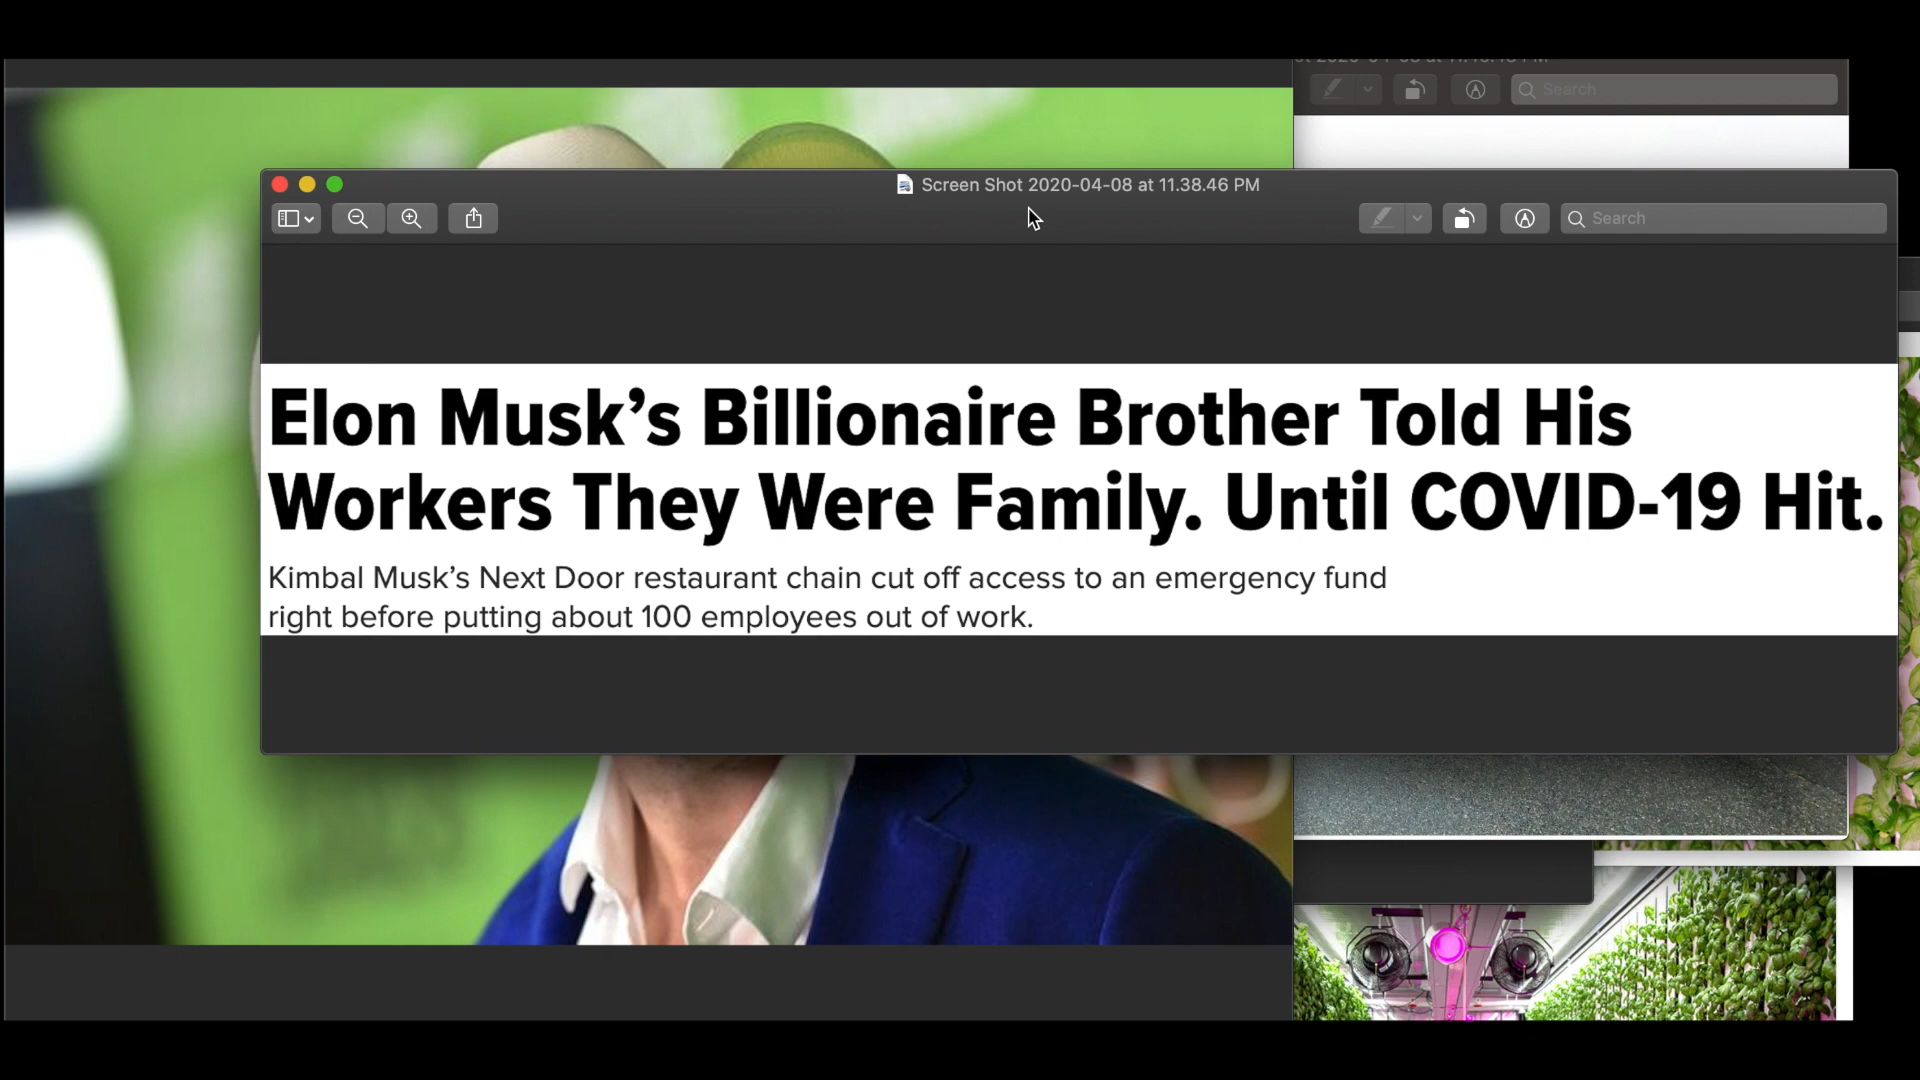 Search
Screen Shot 2020-04-08 at 11.38.46 PM
Search
Elon Musk’s Billionaire Brother Told His
Workers They Were Family. Until COVID-19 Hit.
Kimbal Musk’s Next Door restaurant chain cut off access to an emergency fund
right before putting about 100 employees out of work.